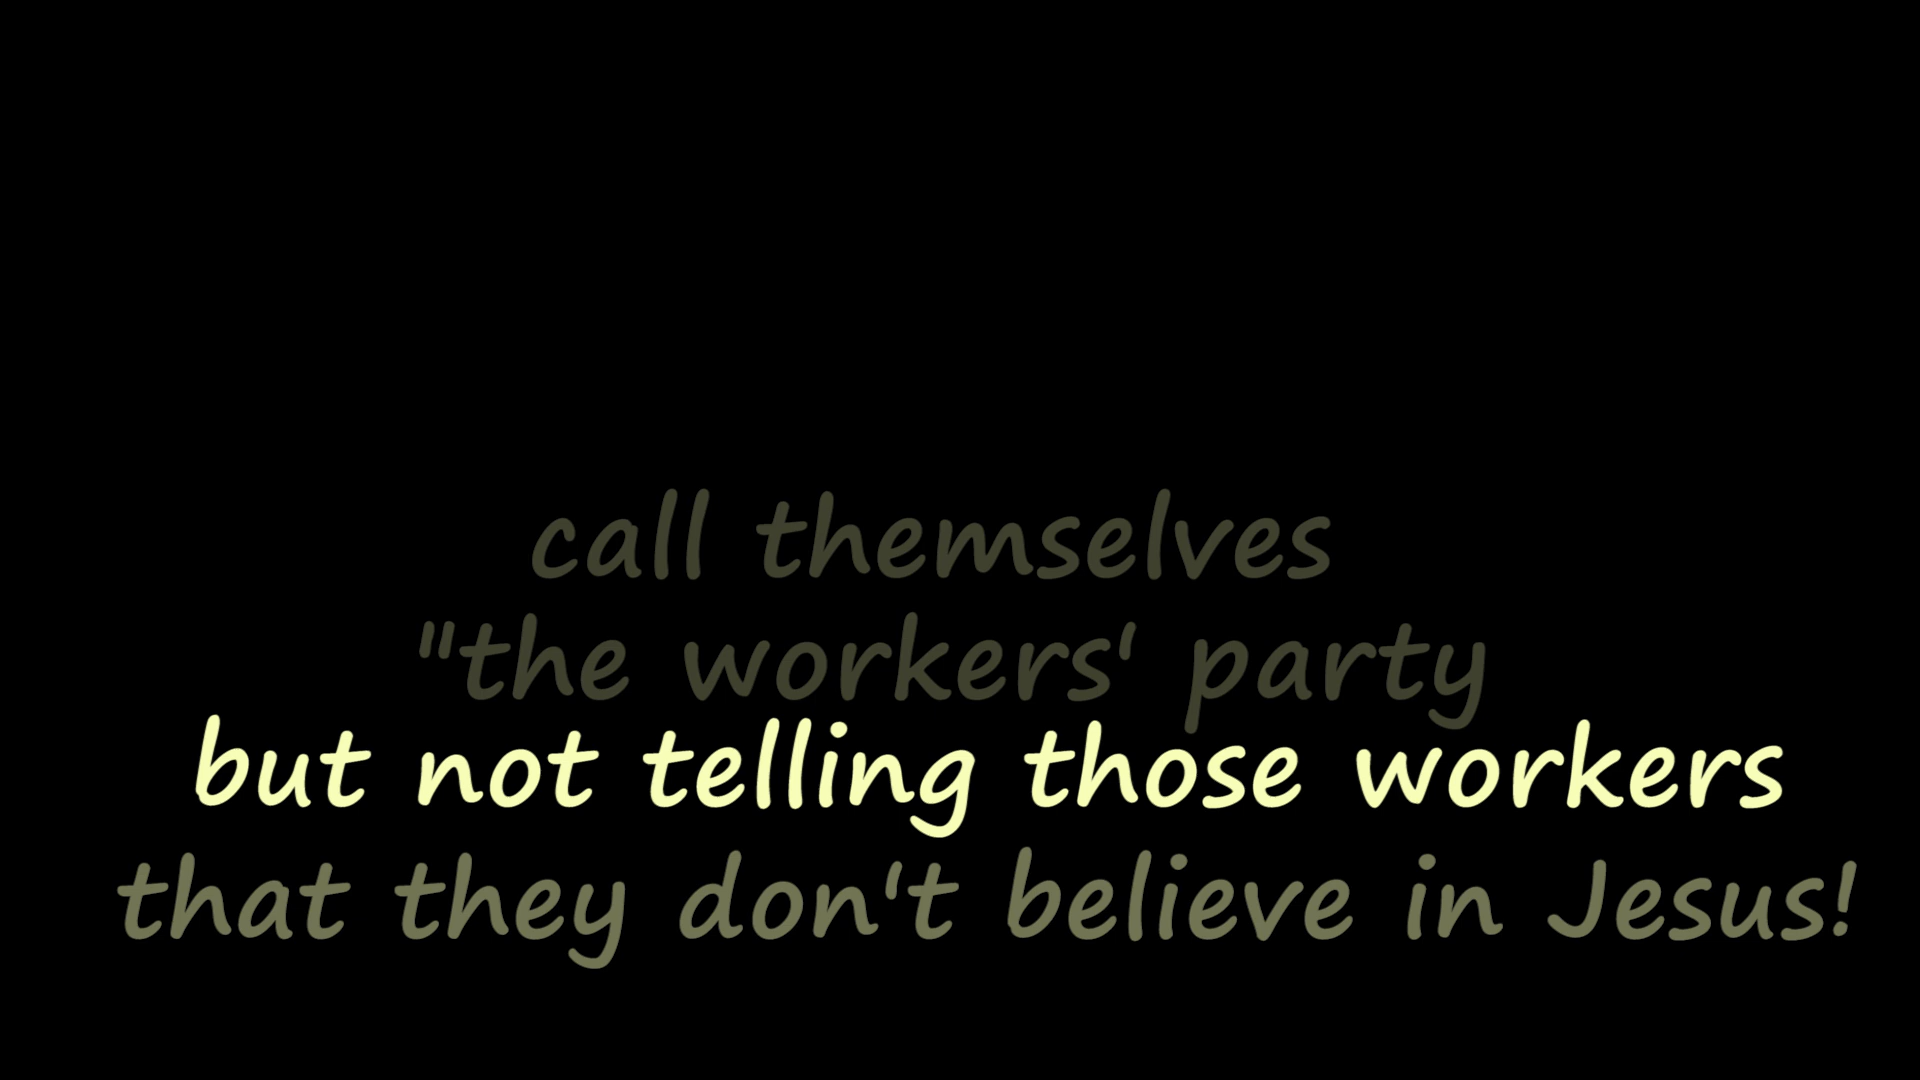 call themselves
"the workers' party
but not telling those workers
that they don't believe in Jesus!